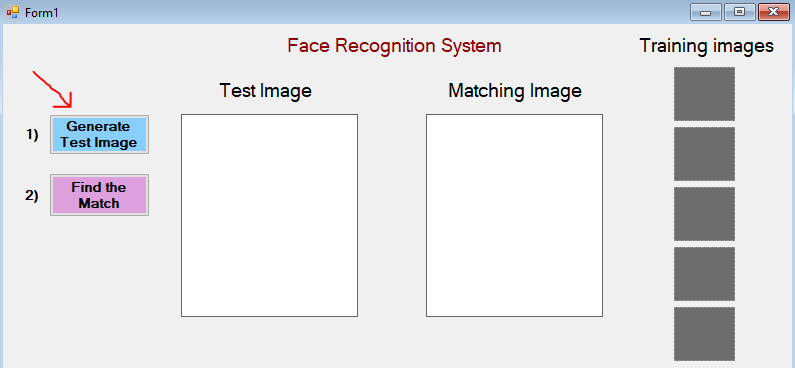 Form1
Face Recognition System
Training images
Test Image
Matching Image
1)
Generate
Test Image
2)
Find the
Match